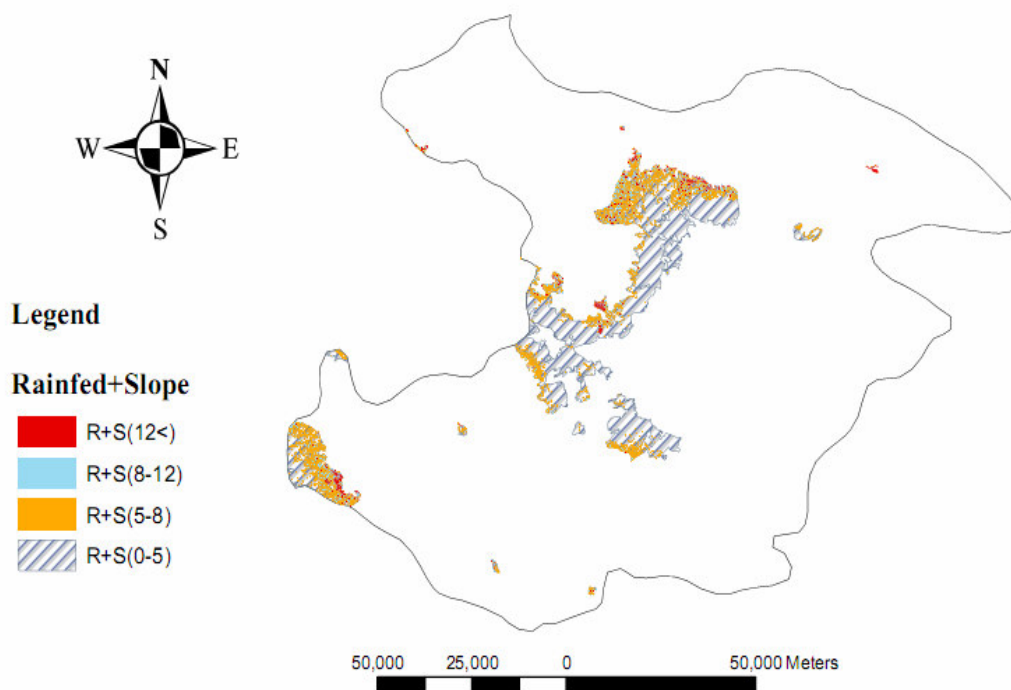 N
W E
S
Legend
Rainfed+Slope
R+S(12<)
R+S(8-12)
R+S(5-8)
R+S(0-5)
50,000 25,000 0 50,000 Meters